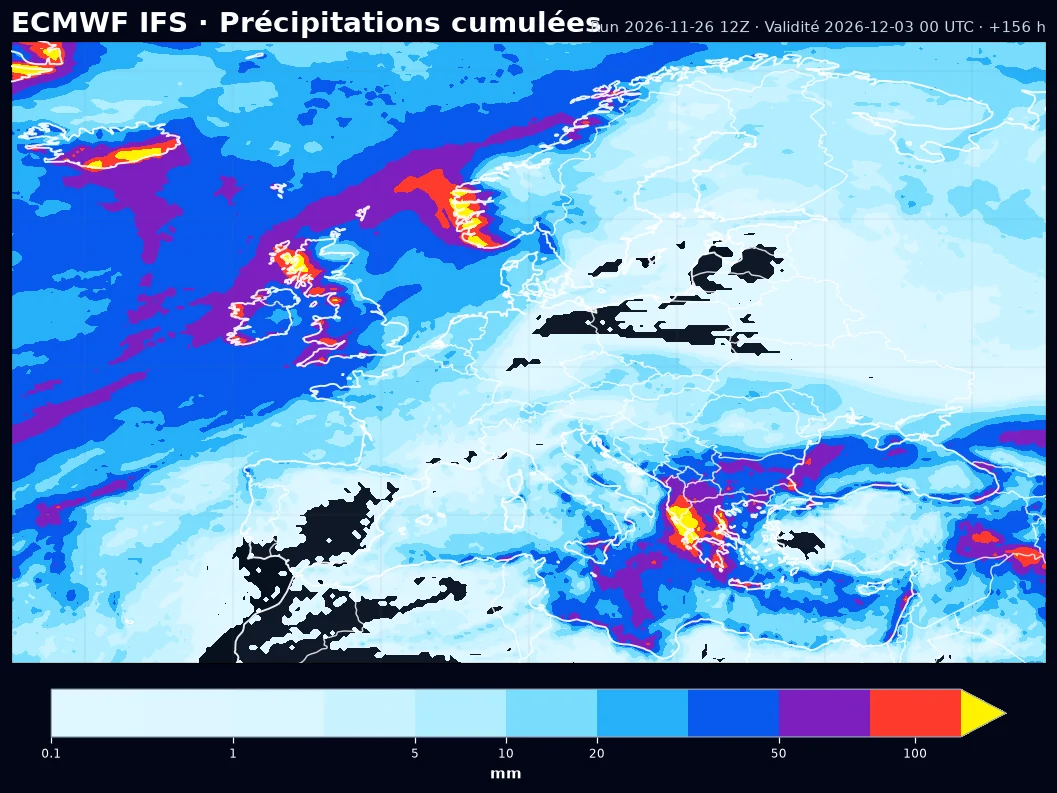 ECMWF IFS · Précipitations cumulées
Run 2026-11-26 12Z · Validité 2026-12-03 00 UTC · +156 h
0.1 1 5 10 20 50 100
mm